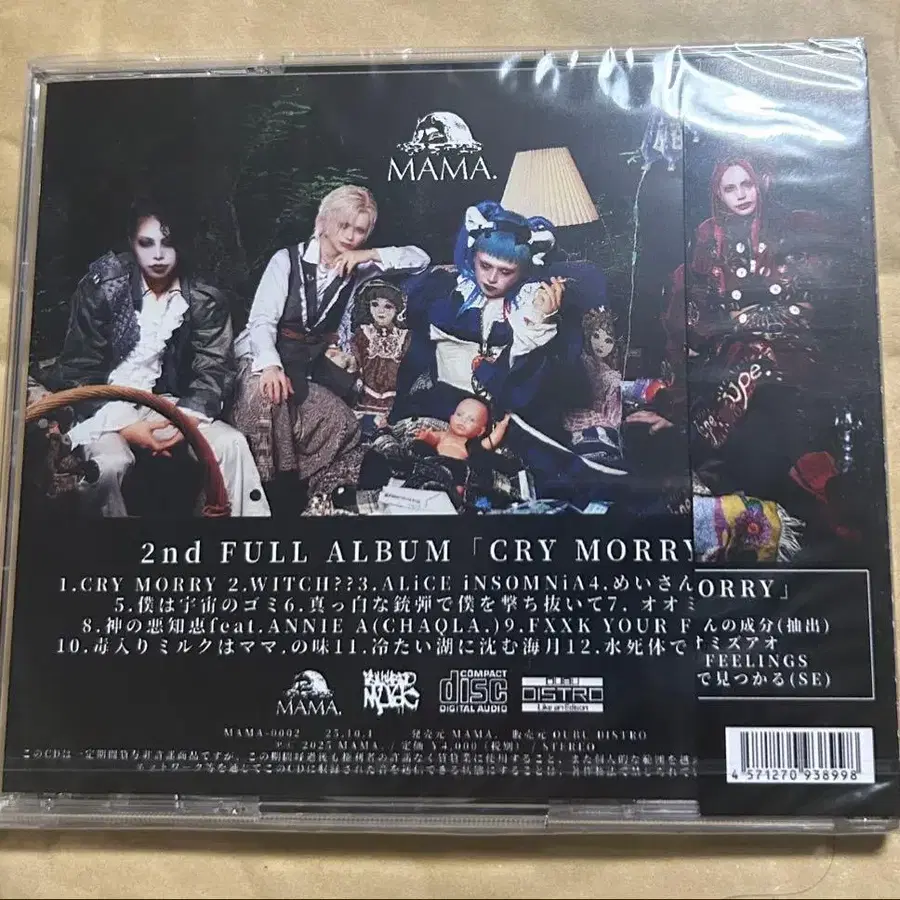 MAMA.
2nd FULL ALBUM「CRY MORRY
1.CRY MORRY 2.WITCH??3.ALiCE iNSOMNiA4.めいさん
ORRY」
5.僕は宇宙のゴミ6.真っ白な銃弾で僕を撃ち抜いて7.オオミ
8.神の悪知恵feat.ANNIE A(CHAQLA.)9.FXXK YOUR F
んの成分(抽出)
10.毒入りミルクはママ.の味11.冷たい湖に沈む海月12.水死体で
オミズアオ
FEELINGS
で見つかる(SE)
MAMA.
COMPACT
disc
DIGITAL AUDIO
DISTRO
Like an Edison
MAMA-0002 25.10.1 発売元 MAMA. 販売元 OUBU DISTRO
℗© 2025 MAMA. / 定価 ¥4,000(税別) / STEREO
4 571270 938998